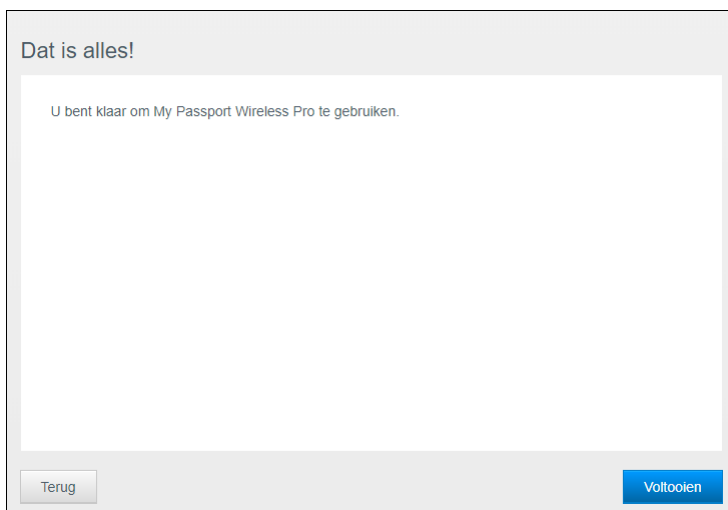 Dat is alles!
U bent klaar om My Passport Wireless Pro te gebruiken.
Terug
Voltooien